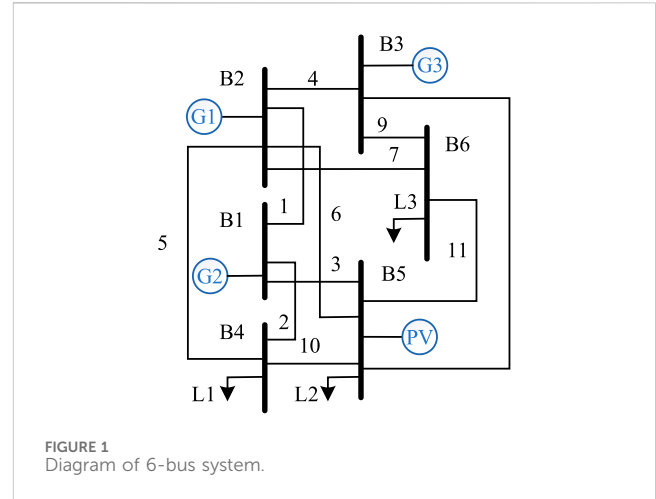 B3
G3
B2
4
G1
9
7
B6
L3
B1
1
6
5
11
3
B5
G2
2
B4
10
PV
L1
L2
FIGURE 1
Diagram of 6-bus system.